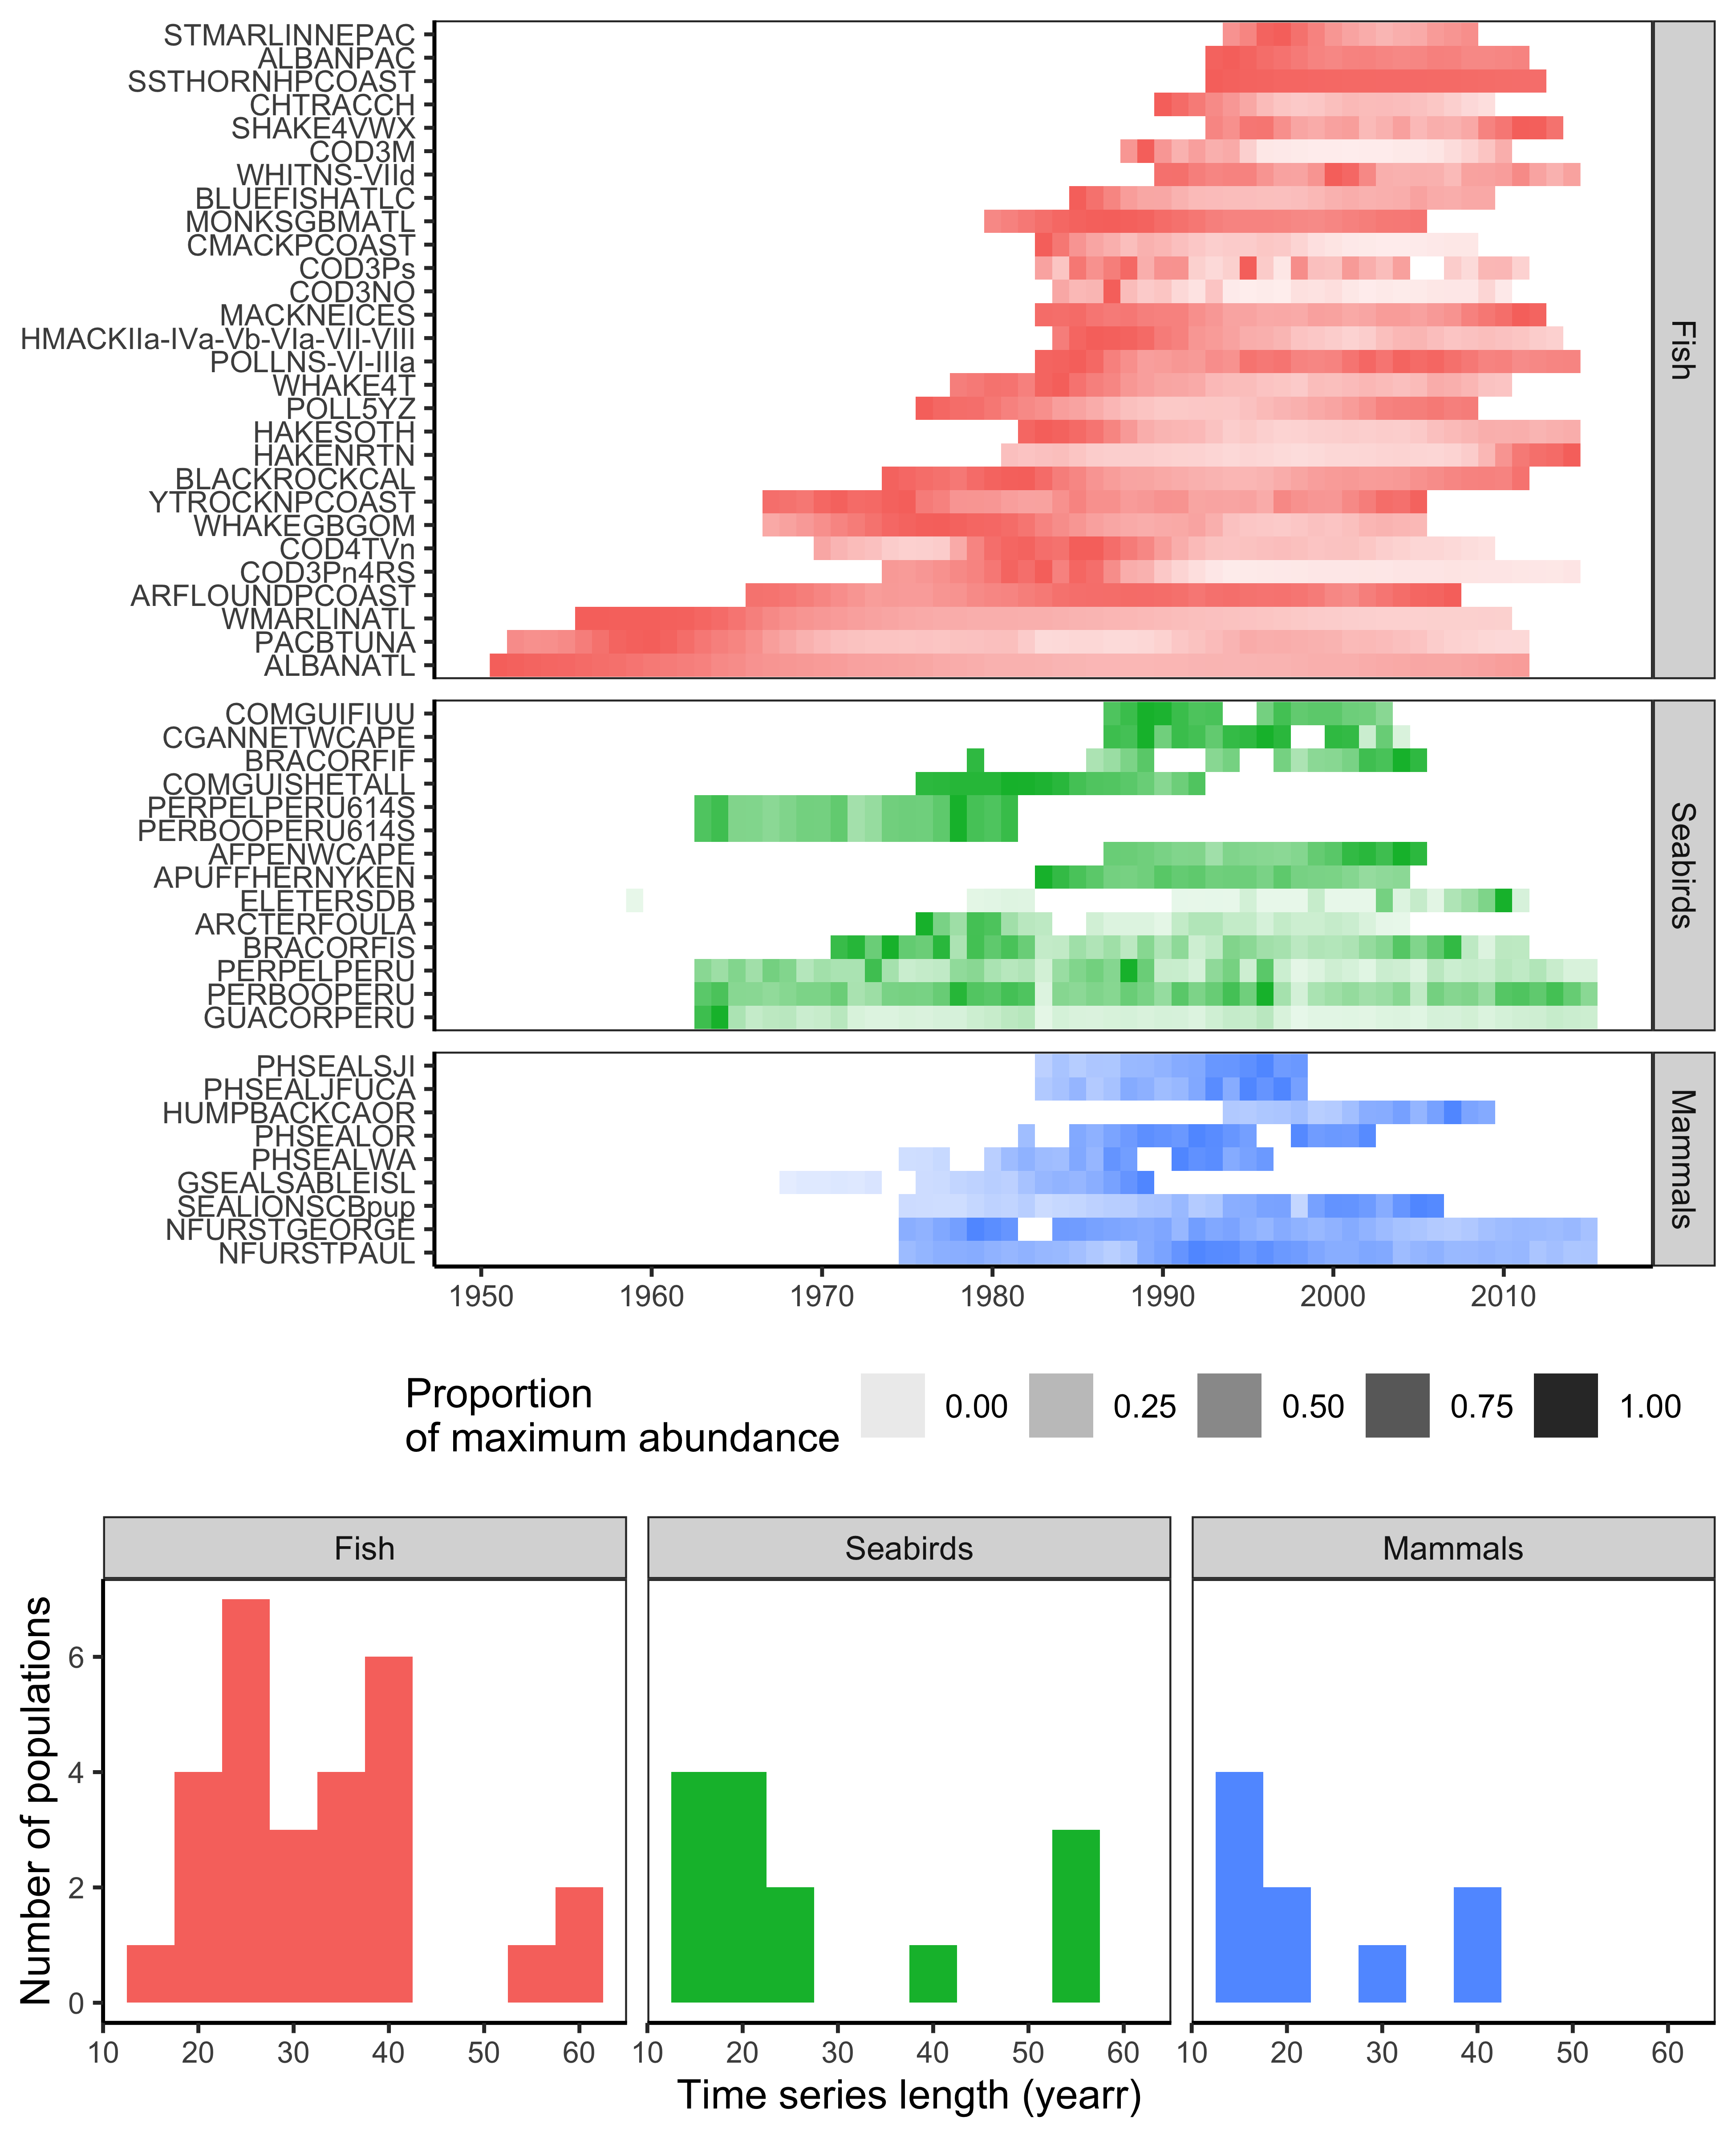 STMARLINNEPAC
ALBANPAC
SSTHORNHPCOAST
CHTRACCH
SHAKE4VWX
COD3M
WHITNS-VIId
BLUEFISHATLC
MONKSGBMATL
CMACKPCOAST
COD3Ps
COD3NO
MACKNEICES
HMACKIIa-IVa-Vb-VIa-VII-VIII
POLLNS-VI-IIIa
WHAKE4T
POLL5YZ
HAKESOTH
HAKENRTN
BLACKROCKCAL
YTROCKNPCOAST
WHAKEGBGOM
COD4TVn
COD3Pn4RS
ARFLOUNDPCOAST
WMARLINATL
PACBTUNA
ALBANATL
Fish
COMGUIFIUU
CGANNETWCAPE
BRACORFIF
COMGUISHETALL
PERPELPERU614S
PERBOOPERU614S
AFPENWCAPE
APUFFHERNYKEN
ELETERSDB
ARCTERFOULA
BRACORFIS
PERPELPERU
PERBOOPERU
GUACORPERU
Seabirds
PHSEALSJI
PHSEALJFUCA
HUMPBACKCAOR
PHSEALOR
PHSEALWA
GSEALSABLEISL
SEALIONSCBpup
NFURSTGEORGE
NFURSTPAUL
Mammals
1950 1960 1970 1980 1990 2000 2010
Proportion
of maximum abundance
0.00 0.25 0.50 0.75 1.00
Fish Seabirds Mammals
Number of populations
6
4
2
0
10 20 30 40 50 60 10 20 30 40 50 60 10 20 30 40 50 60
Time series length (yearr)